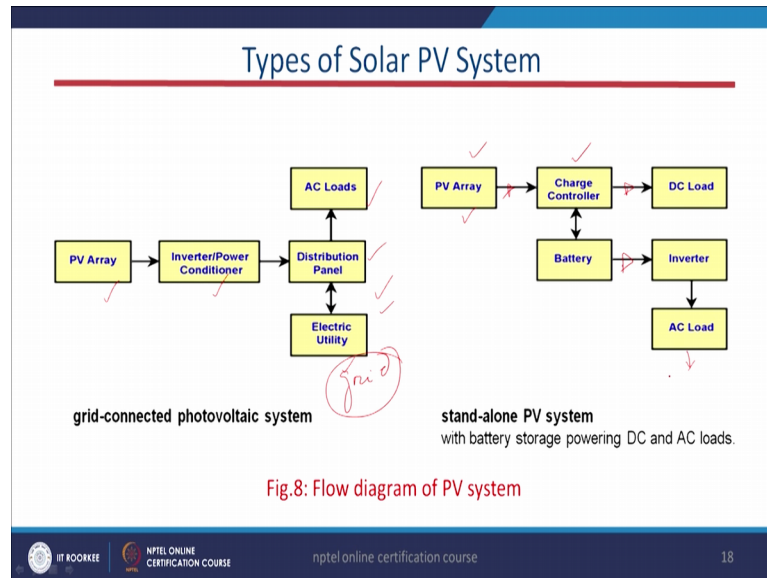 Types of Solar PV System
AC Loads
PV Array
Inverter/Power
Conditioner
Distribution
Panel
Electric
Utility
grid
grid-connected photovoltaic system
PV Array
Charge
Controller
DC Load
Battery
Inverter
AC Load
stand-alone PV system
with battery storage powering DC and AC loads.
Fig.8: Flow diagram of PV system
IIT ROORKEE
NPTEL ONLINE
CERTIFICATION COURSE
nptel online certification course
18